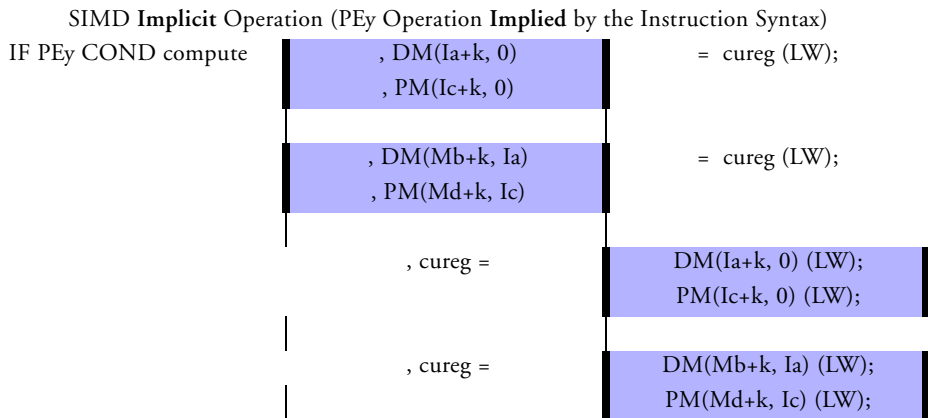 SIMD Implicit Operation (PEy Operation Implied by the Instruction Syntax)
IF PEy COND compute , DM(Ia+k, 0) = cureg (LW);
, PM(Ic+k, 0)
, DM(Mb+k, Ia) = cureg (LW);
, PM(Md+k, Ic)
, cureg = DM(Ia+k, 0) (LW);
PM(Ic+k, 0) (LW);
, cureg = DM(Mb+k, Ia) (LW);
PM(Md+k, Ic) (LW);